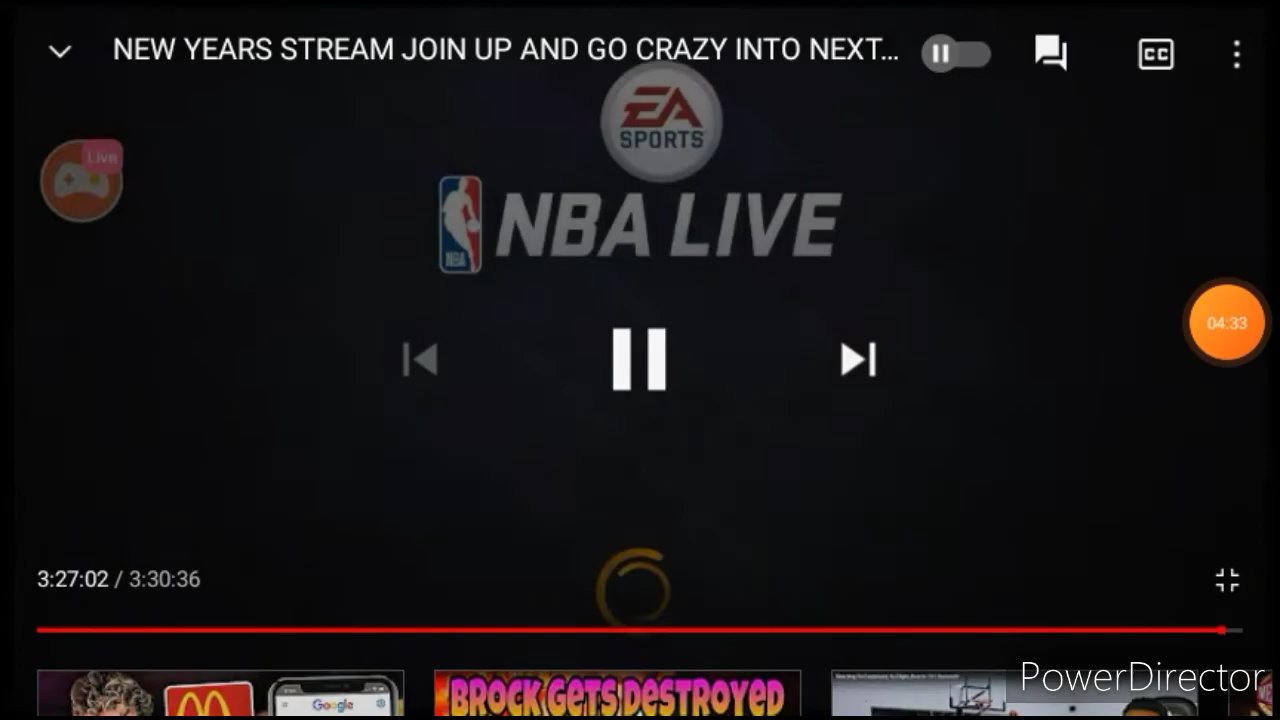 NEW YEARS STREAM JOIN UP AND GO CRAZY INTO NEXT...
CC
EA
SPORTS
Live
NBA
NBA LIVE
04:33
3:27:02 / 3:30:36
Google
BROCK GETS DESTROYED
PowerDirector